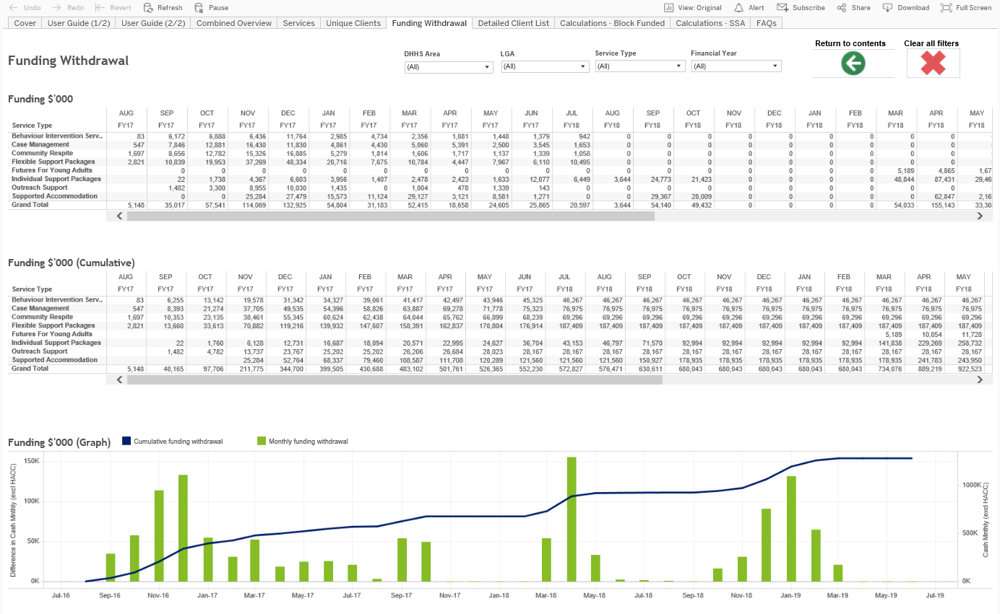 Undo Redo Revert Refresh Pause View: Original Alert Subscribe Share Download Full Screen
Cover User Guide (1/2) User Guide (2/2) Combined Overview Services Unique Clients Funding Withdrawal Detailed Client List Calculations - Block Funded Calculations - SSA FAQs
Return to contents Clear all filters
DHHS Area LGA Service Type Financial Year
Funding Withdrawal
(All) (All) (All) (All)
Funding $'000
AUG SEP OCT NOV DEC JAN FEB MAR APR MAY JUN JUL AUG SEP OCT NOV DEC JAN FEB MAR APR MAY
Service Type FY17 FY17 FY17 FY17 FY17 FY17 FY17 FY17 FY17 FY17 FY17 FY18 FY18 FY18 FY18 FY18 FY18 FY18 FY18 FY18 FY18 FY18
Behaviour Intervention Serv.. 83 6,172 6,888 6,436 11,764 2,985 4,734 2,356 1,081 1,448 1,379 942 0 0 0 0 0 0 0 0 0
Case Management 547 7,846 12,881 16,430 11,830 4,861 4,430 5,060 5,391 2,500 3,545 1,653 0 0 0 0 0 0 0 0 0
Community Respite 1,697 8,656 12,782 15,326 16,885 5,279 1,814 1,606 1,717 1,137 1,339 1,058 0 0 0 0 0 0 0 0 0
Flexible Support Packages 2,821 10,839 19,953 37,269 48,334 20,716 7,675 10,784 4,447 7,967 6,110 10,495 0 0 0 0 0 0 0 0 0
Futures For Young Adults 0 0 0 0 0 0 0 0 0 0 0 0 0 0 0 0 0 0 5,189 4,865 1,67
Individual Support Packages 22 1,738 4,367 6,603 3,956 1,407 2,478 2,423 1,633 12,077 6,449 3,644 24,773 21,423 0 0 0 0 48,844 87,431 29,46
Outreach Support 1,482 3,300 8,955 10,030 1,435 0 1,004 478 1,339 143 0 0 0 0 0 0 0 0 0 0
Supported Accommodation 0 0 25,284 27,479 15,573 11,124 29,127 3,121 8,581 1,271 0 0 29,367 28,009 0 0 0 0 0 62,847 2,16
Grand Total 5,148 35,017 57,541 114,069 132,925 54,804 31,183 52,415 18,658 24,605 25,865 20,597 3,644 54,140 49,432 0 0 0 0 54,033 155,143 33,30
Funding $'000 (Cumulative)
AUG SEP OCT NOV DEC JAN FEB MAR APR MAY JUN JUL AUG SEP OCT NOV DEC JAN FEB MAR APR MAY
Service Type FY17 FY17 FY17 FY17 FY17 FY17 FY17 FY17 FY17 FY17 FY17 FY18 FY18 FY18 FY18 FY18 FY18 FY18 FY18 FY18 FY18 FY18
Behaviour Intervention Serv.. 83 6,255 13,142 19,578 31,342 34,327 39,061 41,417 42,497 43,946 45,325 46,267 46,267 46,267 46,267 46,267 46,267 46,267 46,267 46,267 46,267 46,267
Case Management 547 8,393 21,274 37,705 49,535 54,396 58,826 63,887 69,278 71,778 75,323 76,975 76,975 76,975 76,975 76,975 76,975 76,975 76,975 76,975 76,975 76,975
Community Respite 1,697 10,353 23,135 38,461 55,345 60,624 62,438 64,044 65,762 66,899 68,239 69,296 69,296 69,296 69,296 69,296 69,296 69,296 69,296 69,296 69,296 69,296
Flexible Support Packages 2,821 13,660 33,613 70,882 119,216 139,932 147,607 158,391 162,837 170,804 176,914 187,409 187,409 187,409 187,409 187,409 187,409 187,409 187,409 187,409 187,409 187,409
Futures For Young Adults 5,189 10,054 11,728
Individual Support Packages 22 1,760 6,128 12,731 16,687 18,094 20,571 22,995 24,627 36,704 43,153 46,797 71,570 92,994 92,994 92,994 92,994 92,994 141,838 229,269 258,732
Outreach Support 1,482 4,782 13,737 23,767 25,202 25,202 26,206 26,684 28,023 28,167 28,167 28,167 28,167 28,167 28,167 28,167 28,167 28,167 28,167 28,167 28,167
Supported Accommodation 25,284 52,764 68,337 79,460 108,587 111,708 120,289 121,560 121,560 121,560 150,927 178,935 178,935 178,935 178,935 178,935 178,935 241,783 243,950
Grand Total 5,148 40,165 97,706 211,775 344,700 399,505 430,688 483,102 501,761 526,365 552,230 572,827 576,471 630,611 680,043 680,043 680,043 680,043 680,043 734,076 889,219 922,523
Funding $'000 (Graph) Cumulative funding withdrawal Monthly funding withdrawal
Difference in Cash Mnthly (excl HACC)
150K
100K
50K
0K
1000K
500K
0K
Cash Mnthly (excl HACC)
Jul-16 Sep-16 Nov-16 Jan-17 Mar-17 May-17 Jul-17 Sep-17 Nov-17 Jan-18 Mar-18 May-18 Jul-18 Sep-18 Nov-18 Jan-19 Mar-19 May-19 Jul-19